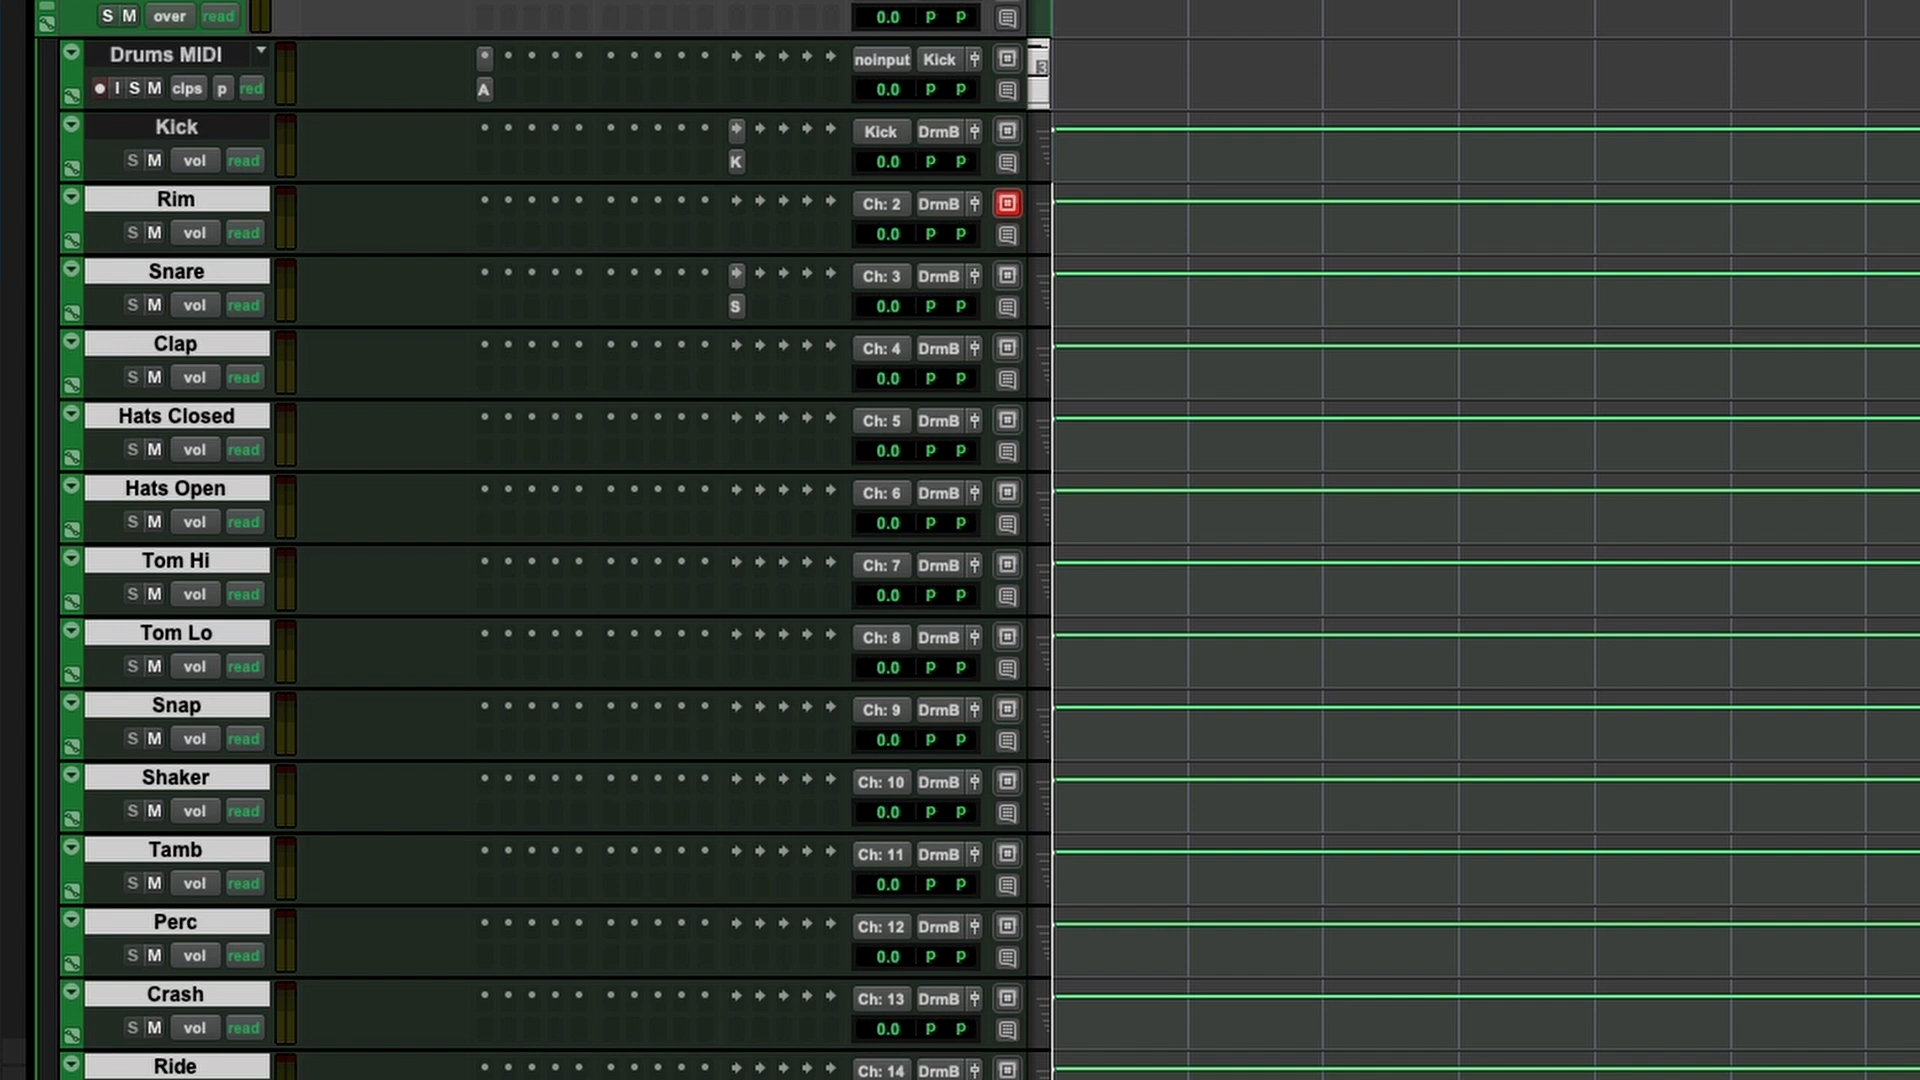 S M over read 0.0 P P
Drums MIDI noinput Kick
I S M clps p red A 0.0 P P
Kick Kick DrmB
S M vol read K 0.0 P P
Rim Ch: 2 DrmB
S M vol read 0.0 P P
Snare Ch: 3 DrmB
S M vol read S 0.0 P P
Clap Ch: 4 DrmB
S M vol read 0.0 P P
Hats Closed Ch: 5 DrmB
S M vol read 0.0 P P
Hats Open Ch: 6 DrmB
S M vol read 0.0 P P
Tom Hi Ch: 7 DrmB
S M vol read 0.0 P P
Tom Lo Ch: 8 DrmB
S M vol read 0.0 P P
Snap Ch: 9 DrmB
S M vol read 0.0 P P
Shaker Ch: 10 DrmB
S M vol read 0.0 P P
Tamb Ch: 11 DrmB
S M vol read 0.0 P P
Perc Ch: 12 DrmB
S M vol read 0.0 P P
Crash Ch: 13 DrmB
S M vol read 0.0 P P
Ride Ch: 14 DrmB